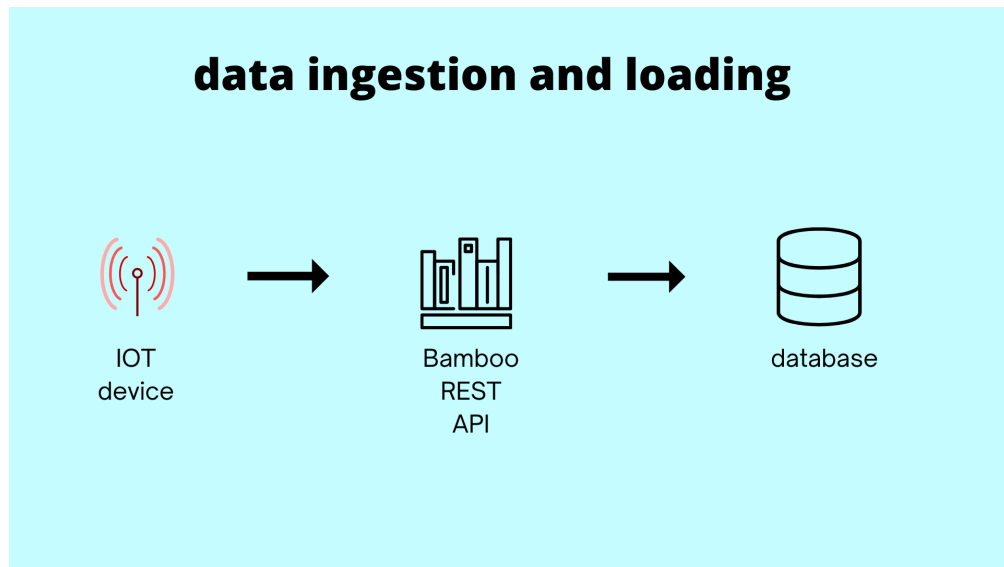 data ingestion and loading
IOT
device
Bamboo
REST
API
database